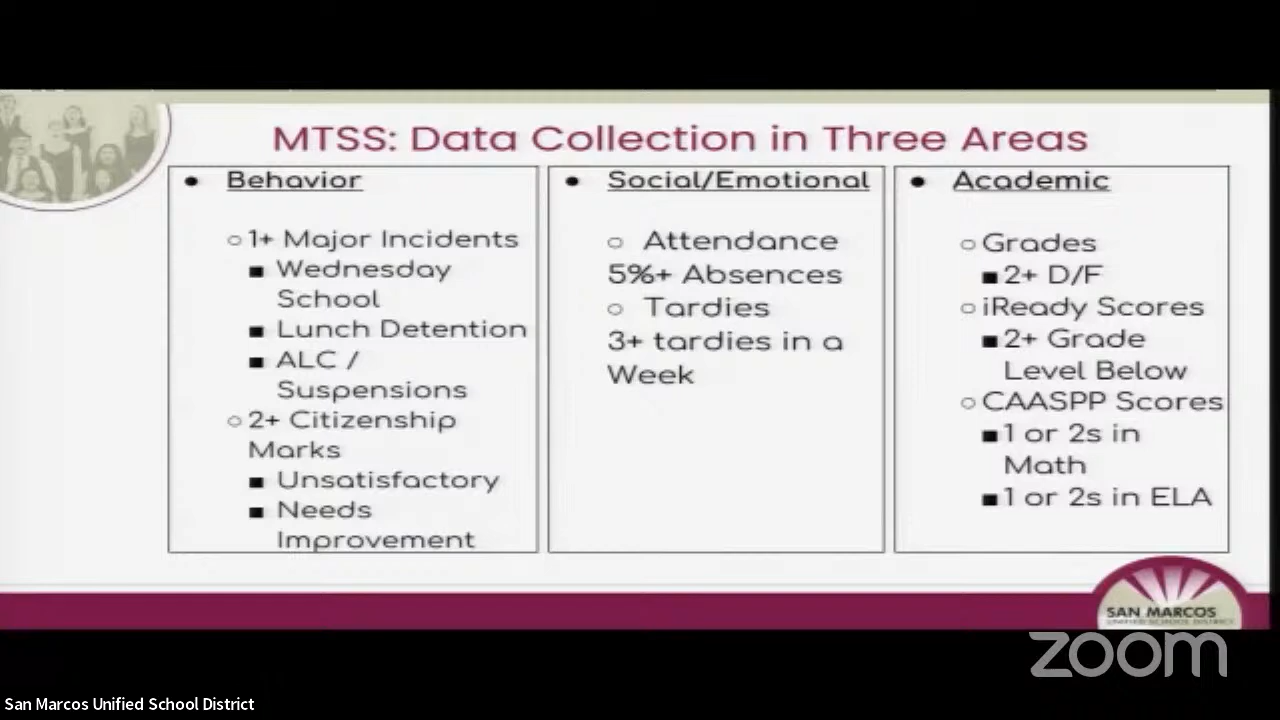 MTSS: Data Collection in Three Areas
● Behavior
○ 1+ Major Incidents
■ Wednesday
School
■ Lunch Detention
■ ALC /
Suspensions
○ 2+ Citizenship
Marks
■ Unsatisfactory
■ Needs
Improvement
● Social/Emotional
○ Attendance
5%+ Absences
○ Tardies
3+ tardies in a
Week
● Academic
○ Grades
■ 2+ D/F
○ iReady Scores
■ 2+ Grade
Level Below
○ CAASPP Scores
■ 1 or 2s in
Math
■ 1 or 2s in ELA
SAN MARCOS
UNIFIED SCHOOL DISTRICT
zoom
San Marcos Unified School District